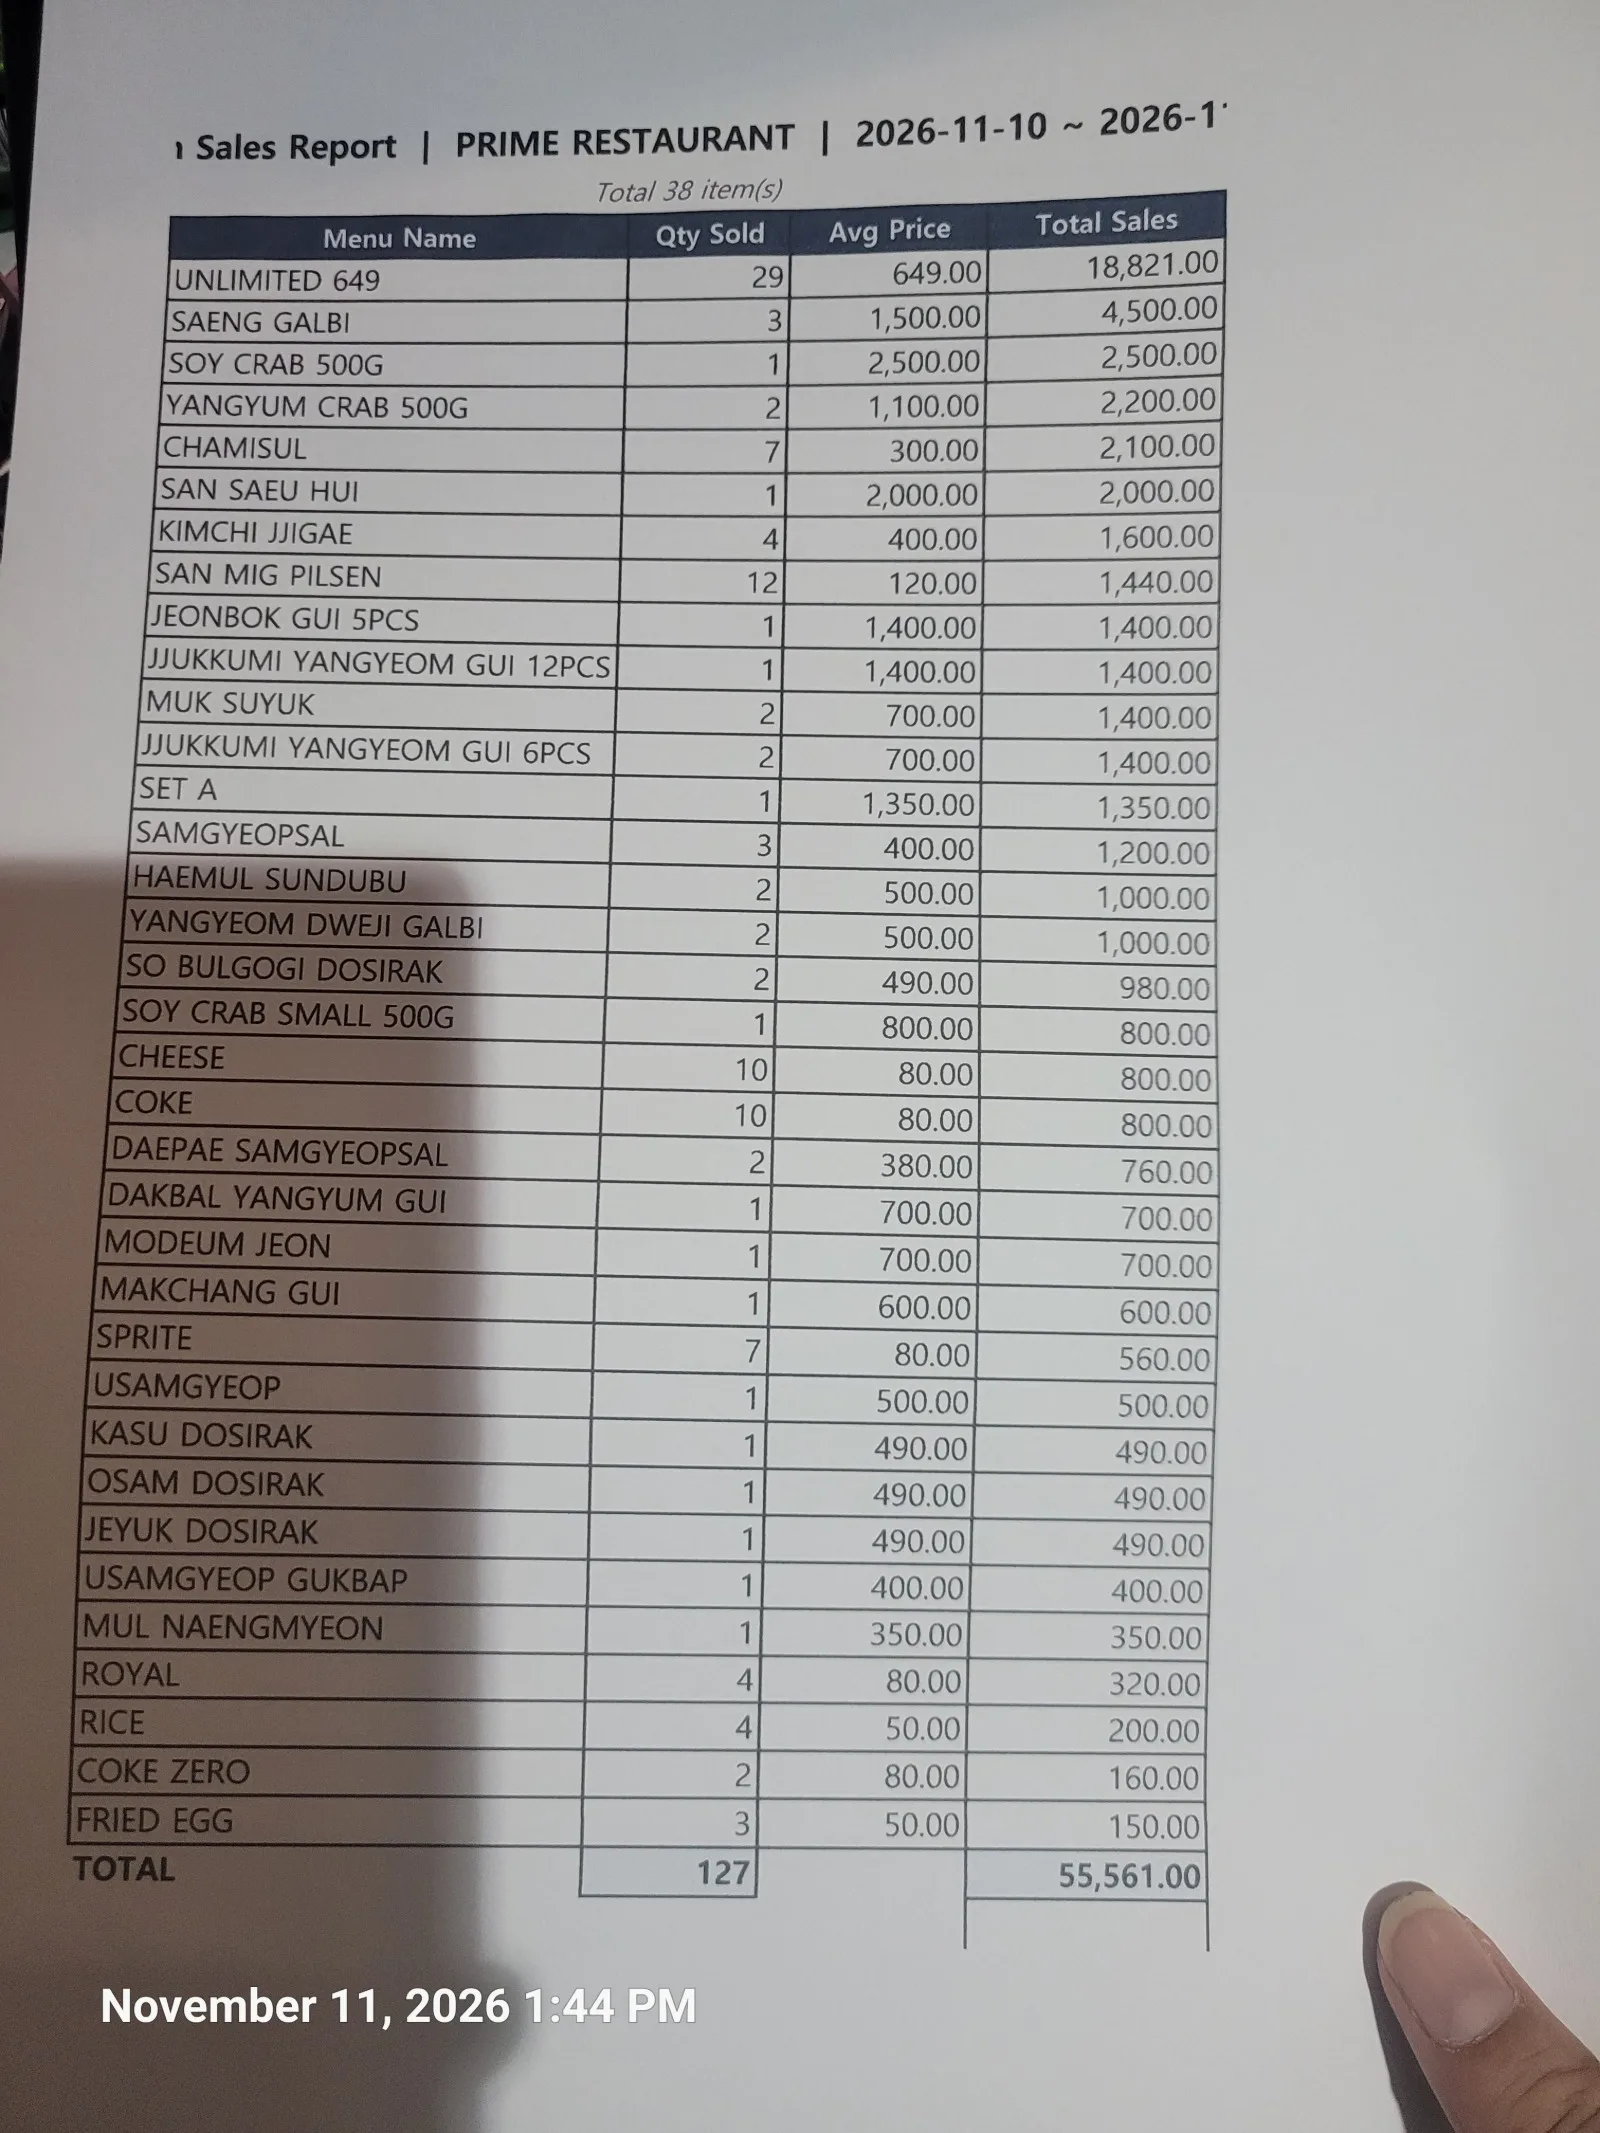 Sales Report | PRIME RESTAURANT | 2026-11-10 ~ 2026-1
Total 38 item(s)
Menu Name Qty Sold Avg Price Total Sales
UNLIMITED 649 29 649.00 18,821.00
SAENG GALBI 3 1,500.00 4,500.00
SOY CRAB 500G 1 2,500.00 2,500.00
YANGYUM CRAB 500G 2 1,100.00 2,200.00
CHAMISUL 7 300.00 2,100.00
SAN SAEU HUI 1 2,000.00 2,000.00
KIMCHI JJIGAE 4 400.00 1,600.00
SAN MIG PILSEN 12 120.00 1,440.00
JEONBOK GUI 5PCS 1 1,400.00 1,400.00
JJUKKUMI YANGYEOM GUI 12PCS 1 1,400.00 1,400.00
MUK SUYUK 2 700.00 1,400.00
JJUKKUMI YANGYEOM GUI 6PCS 2 700.00 1,400.00
SET A 1 1,350.00 1,350.00
SAMGYEOPSAL 3 400.00 1,200.00
HAEMUL SUNDUBU 2 500.00 1,000.00
YANGYEOM DWEJI GALBI 2 500.00 1,000.00
SO BULGOGI DOSIRAK 2 490.00 980.00
SOY CRAB SMALL 500G 1 800.00 800.00
CHEESE 10 80.00 800.00
COKE 10 80.00 800.00
DAEPAE SAMGYEOPSAL 2 380.00 760.00
DAKBAL YANGYUM GUI 1 700.00 700.00
MODEUM JEON 1 700.00 700.00
MAKCHANG GUI 1 600.00 600.00
SPRITE 7 80.00 560.00
USAMGYEOP 1 500.00 500.00
KASU DOSIRAK 1 490.00 490.00
OSAM DOSIRAK 1 490.00 490.00
JEYUK DOSIRAK 1 490.00 490.00
USAMGYEOP GUKBAP 1 400.00 400.00
MUL NAENGMYEON 1 350.00 350.00
ROYAL 4 80.00 320.00
RICE 4 50.00 200.00
COKE ZERO 2 80.00 160.00
FRIED EGG 3 50.00 150.00
TOTAL 127 55,561.00
November 11, 2026 1:44 PM